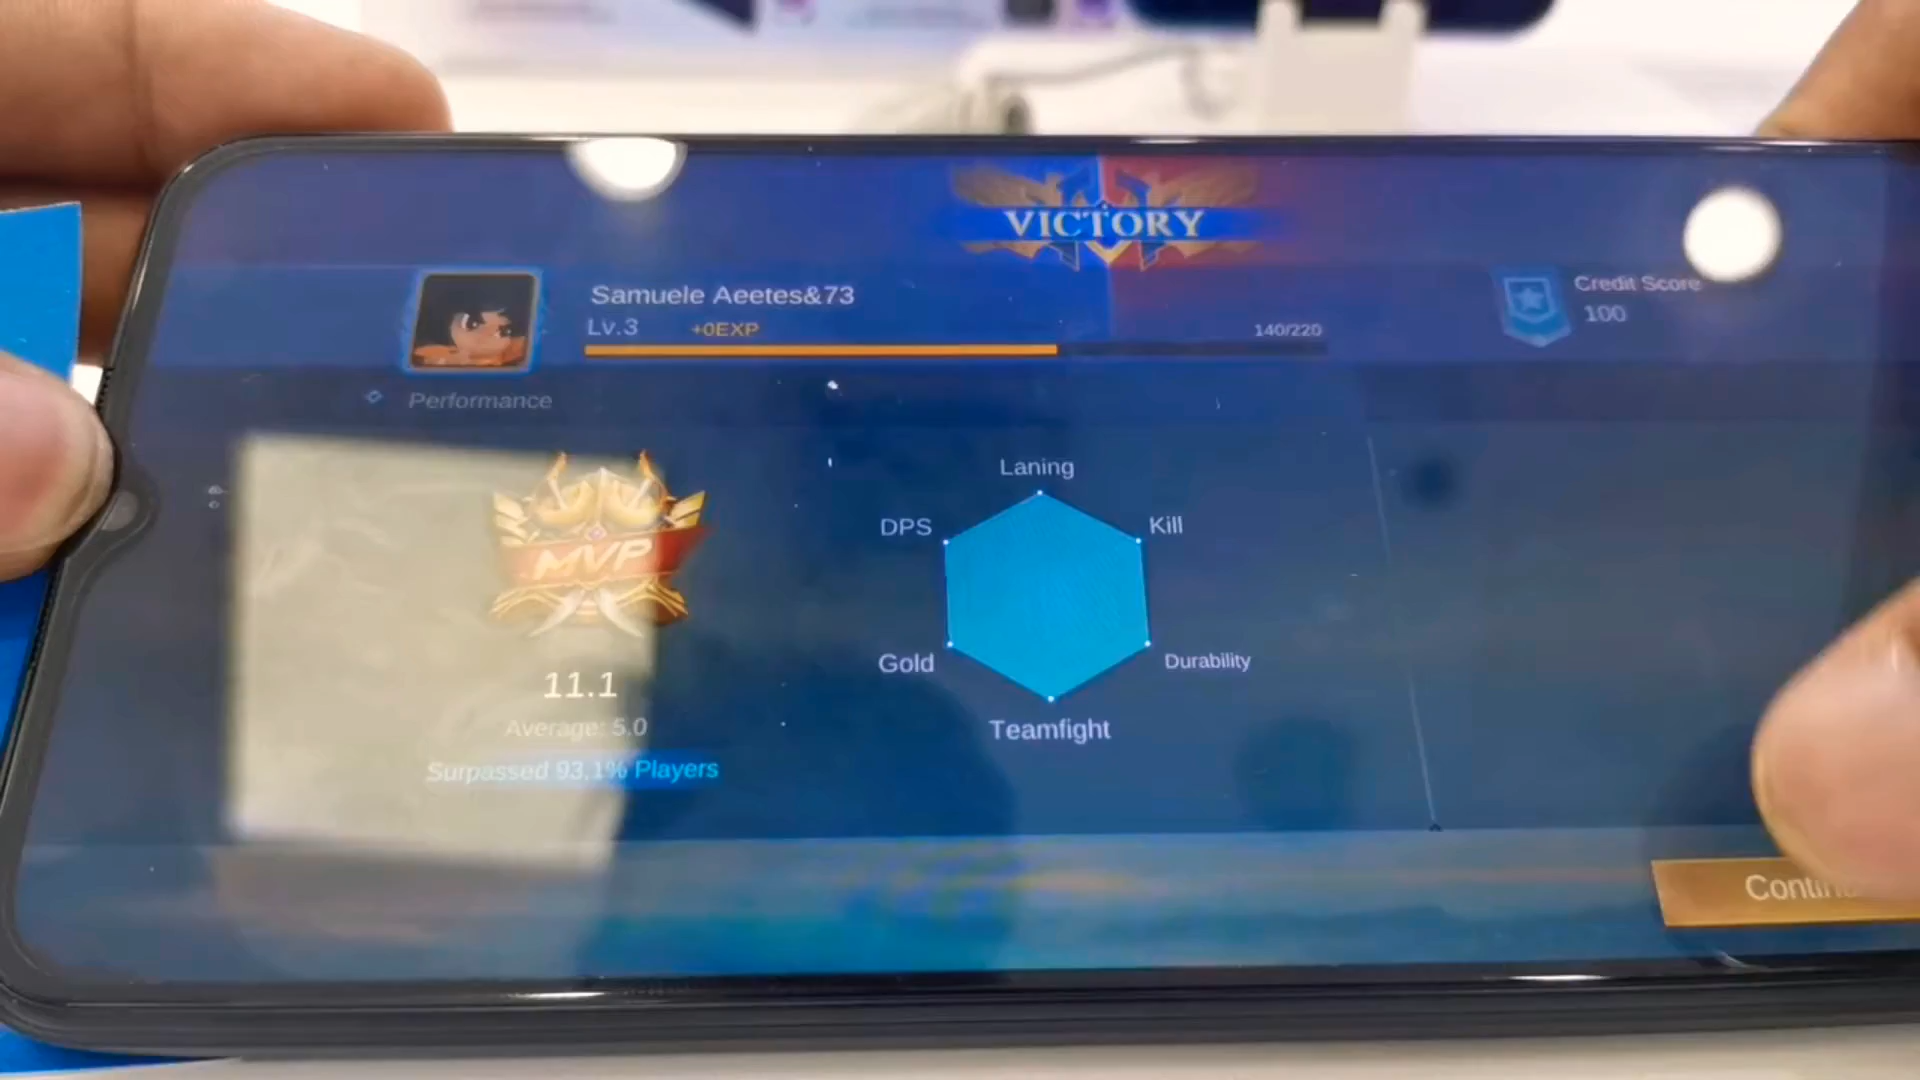 VICTORY
Samuele Aeetes&73
Lv.3 +0EXP 140/220
Credit Score
100
Performance
MVP
11.1
Average: 5.0
Surpassed 93.1% Players
Laning
DPS
Kill
Gold
Durability
Teamfight